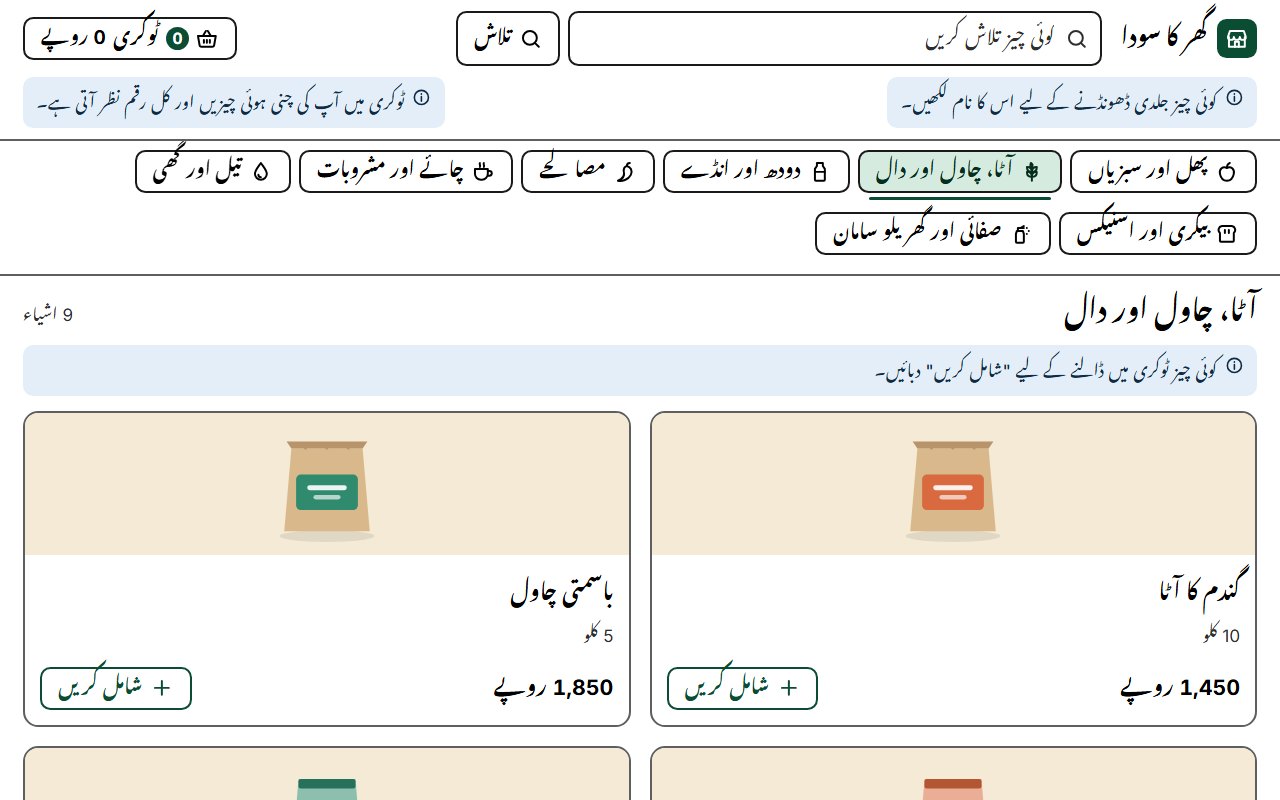 گھر کا سودا
کوئی چیز تلاش کریں
تلاش
0 ٹوکری 0 روپے
کوئی چیز جلدی ڈھونڈنے کے لیے اس کا نام لکھیں۔
ٹوکری میں آپ کی چنی ہوئی چیزیں اور کل رقم نظر آتی ہے۔
پھل اور سبزیاں
آٹا، چاول اور دال
دودھ اور انڈے
مصالحے
چائے اور مشروبات
تیل اور گھی
بیکری اور اسنیکس
صفائی اور گھریلو سامان
آٹا، چاول اور دال
9 اشیاء
کوئی چیز ٹوکری میں ڈالنے کے لیے "شامل کریں" دبائیں۔
گندم کا آٹا
10 کلو
1,450 روپے
شامل کریں
باسمتی چاول
5 کلو
1,850 روپے
شامل کریں